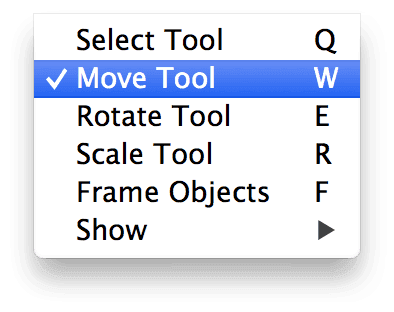 Select Tool Q
✓ Move Tool W
Rotate Tool E
Scale Tool R
Frame Objects F
Show ▶